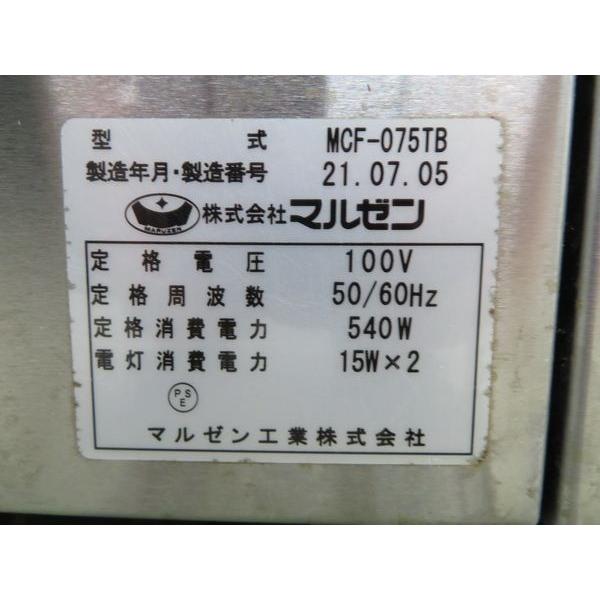 型式 MCF-075TB
製造年月・製造番号 21.07.05
MARUZEN 株式会社マルゼン
定格電圧 100V
定格周波数 50/60Hz
定格消費電力 540W
電灯消費電力 15W×2
PSE
マルゼン工業株式会社